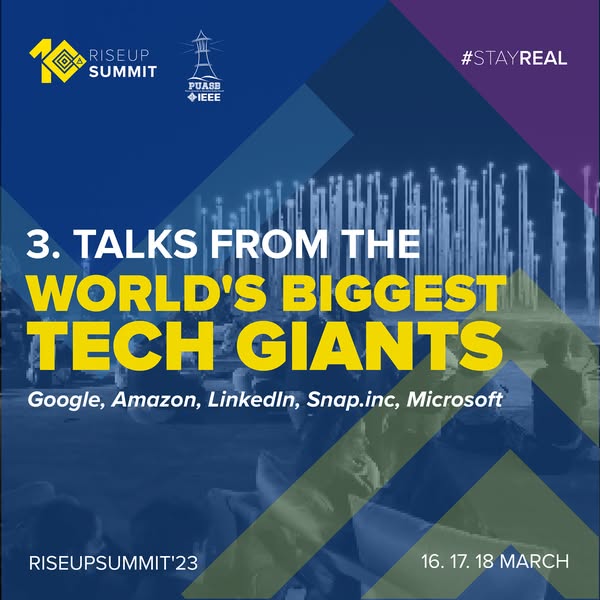 10 RISEUP
SUMMIT
PUASB
IEEE
#STAYREAL
3. TALKS FROM THE
WORLD'S BIGGEST
TECH GIANTS
Google, Amazon, LinkedIn, Snap.inc, Microsoft
RISEUPSUMMIT'23
16. 17. 18 MARCH